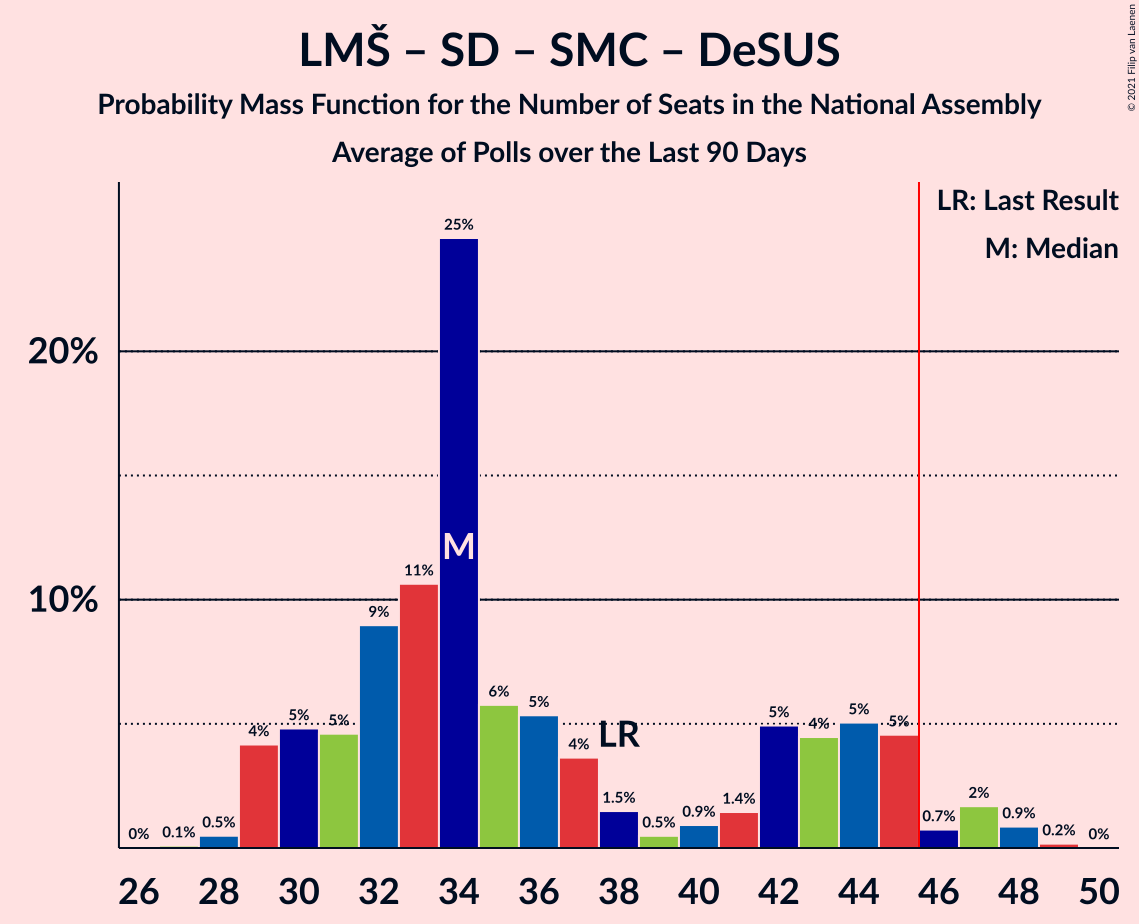 LMŠ – SD – SMC – DeSUS
Probability Mass Function for the Number of Seats in the National Assembly
Average of Polls over the Last 90 Days
© 2021 Filip van Laenen
LR: Last Result
M: Median
20%
10%
0% 0.1% 0.5% 4% 5% 5% 9% 11% 25% 6% 5% 4% 1.5% 0.5% 0.9% 1.4% 5% 4% 5% 5% 0.7% 2% 0.9% 0.2% 0%
M
LR
26 28 30 32 34 36 38 40 42 44 46 48 50